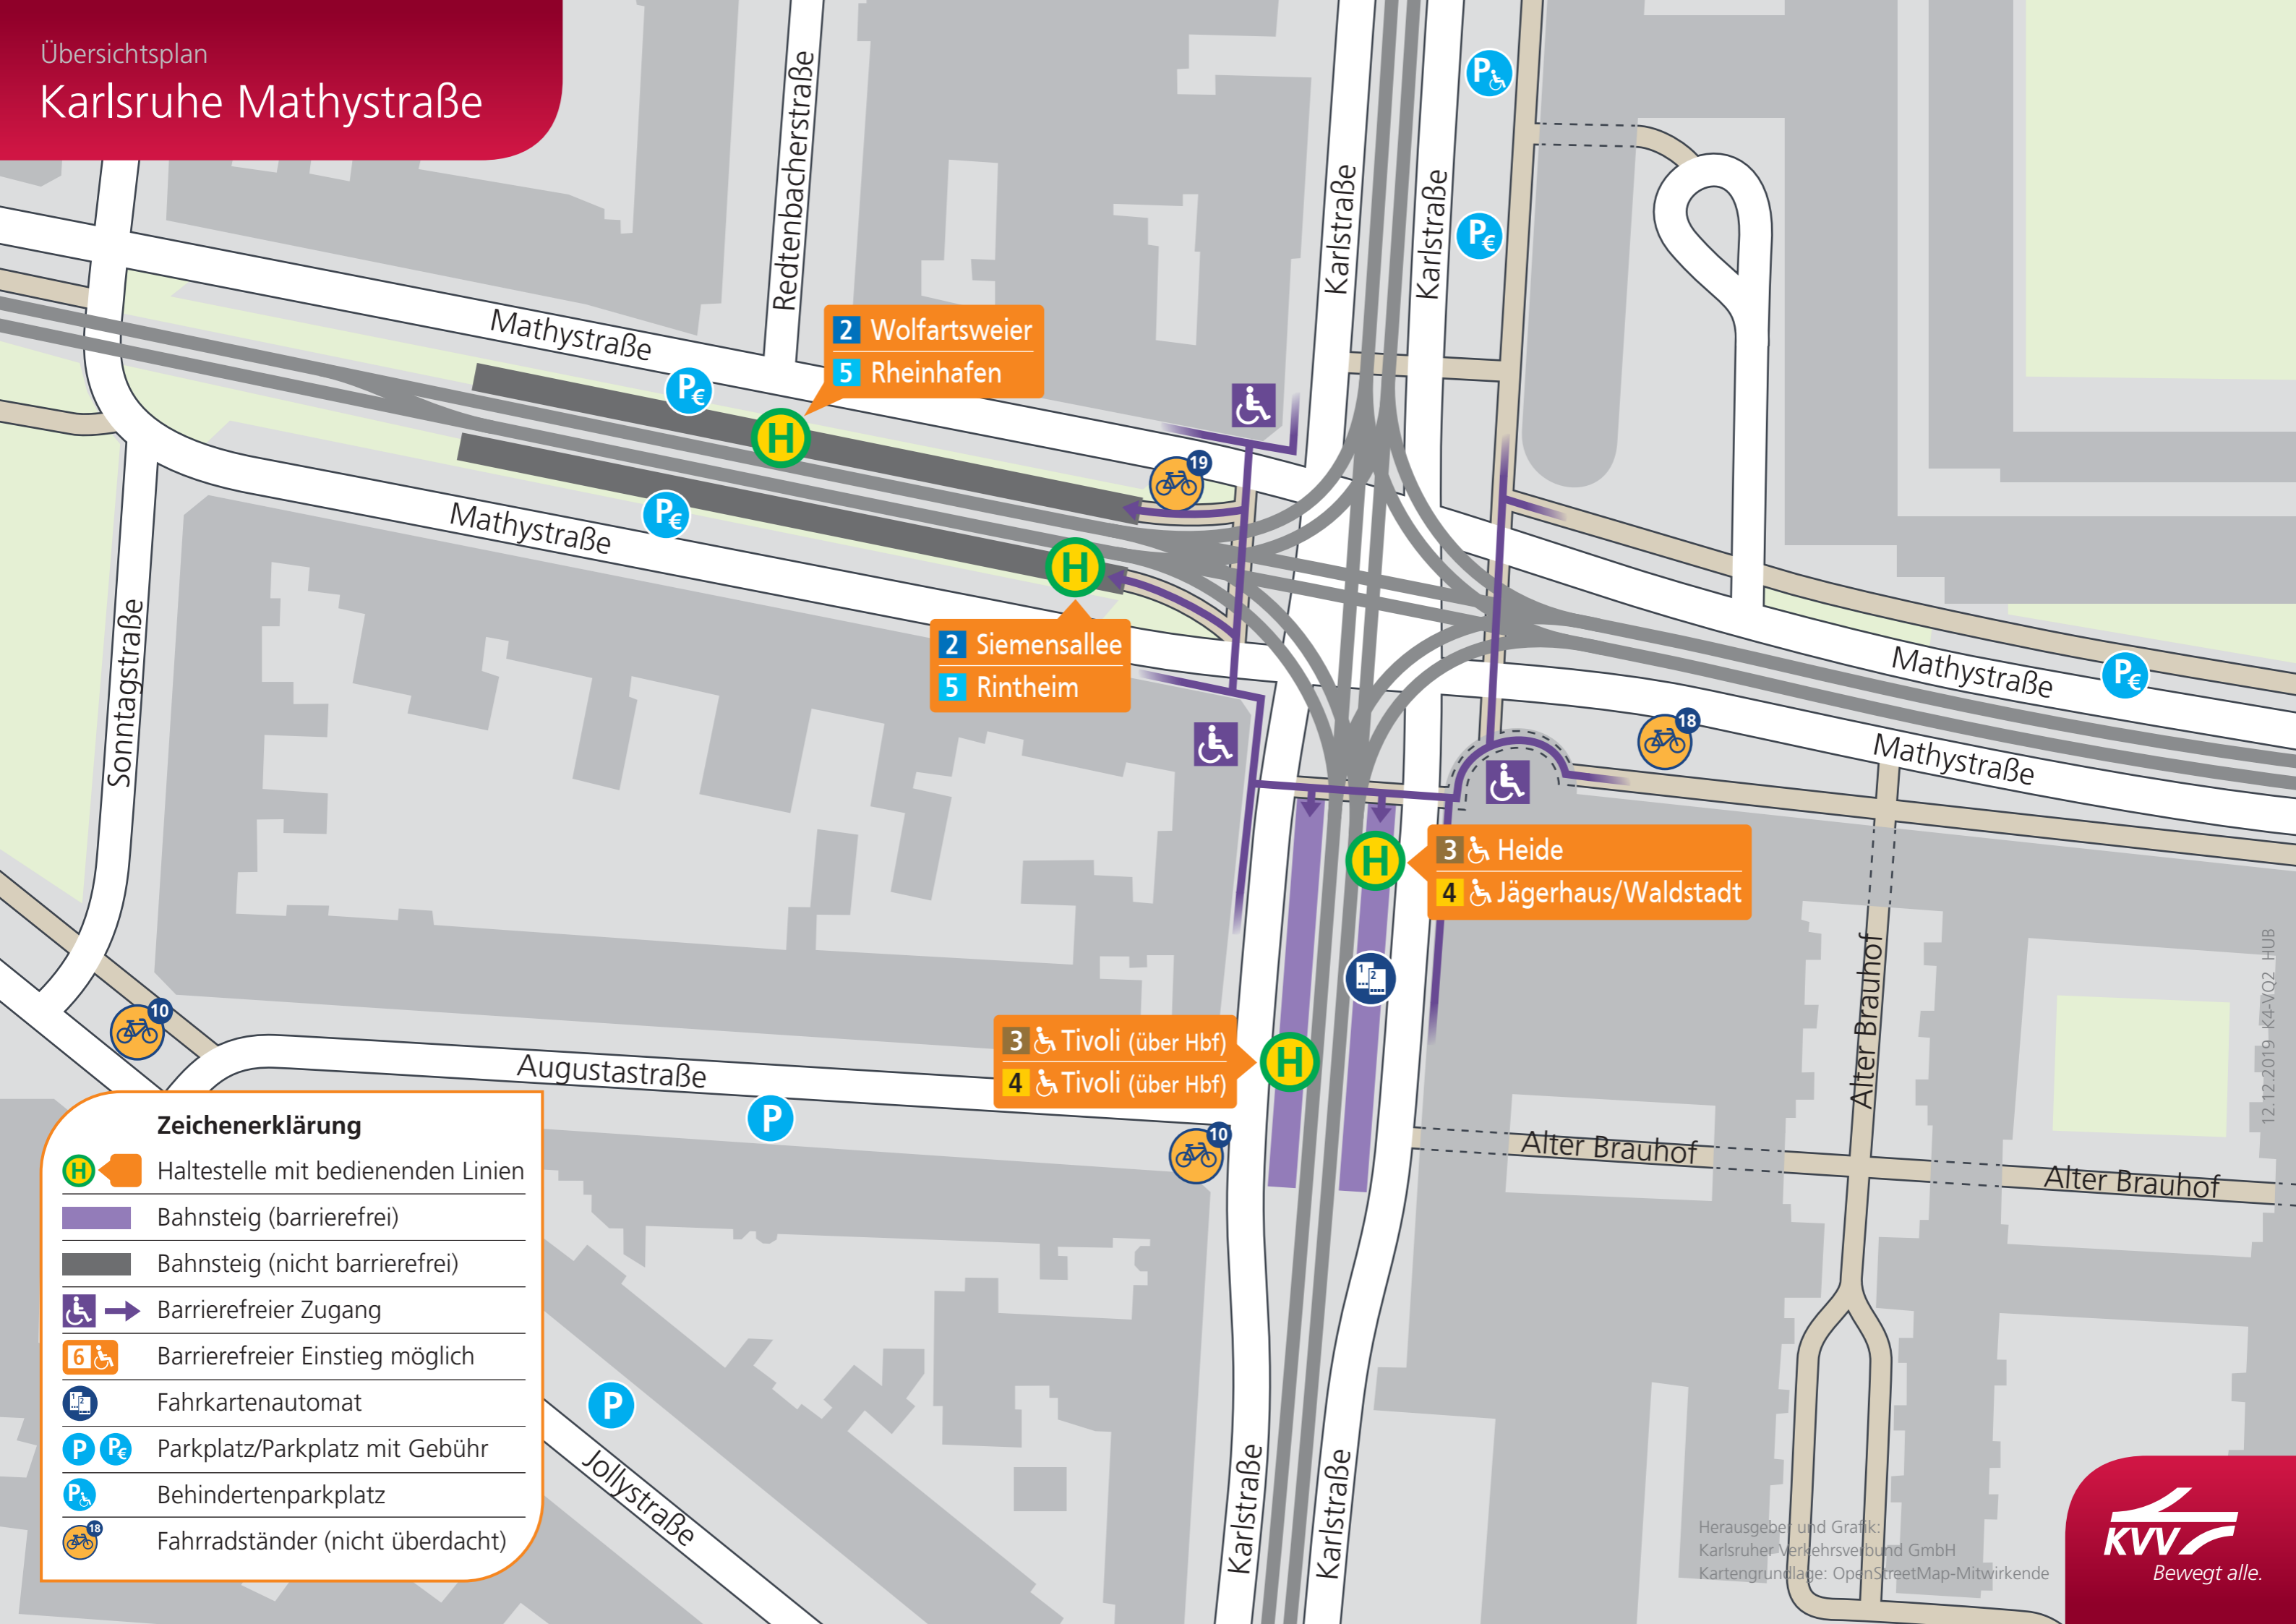 Übersichtsplan
Karlsruhe Mathystraße
Redtenbacherstraße
Karlstraße
Karlstraße
P
P€
Mathystraße
2 Wolfartsweier
5 Rheinhafen
P€
H
19
P€
Mathystraße
H
2 Siemensallee
5 Rintheim
Mathystraße
P€
18
Mathystraße
Sonntagstraße
H
3 Heide
4 Jägerhaus/Waldstadt
1 2
10
Augustastraße
3 Tivoli (über Hbf)
4 Tivoli (über Hbf)
H
P
10
Alter Brauhof
Alter Brauhof
Alter Brauhof
12.12.2019 K4-VQ2 HUB
Zeichenerklärung
H Haltestelle mit bedienenden Linien
Bahnsteig (barrierefrei)
Bahnsteig (nicht barrierefrei)
Barrierefreier Zugang
6 Barrierefreier Einstieg möglich
1 2 Fahrkartenautomat
P P€ Parkplatz/Parkplatz mit Gebühr
P Behindertenparkplatz
18 Fahrradständer (nicht überdacht)
P
Jollystraße
Karlstraße
Karlstraße
Herausgeber und Grafik:
Karlsruher Verkehrsverbund GmbH
Kartengrundlage: OpenStreetMap-Mitwirkende
KVV
Bewegt alle.